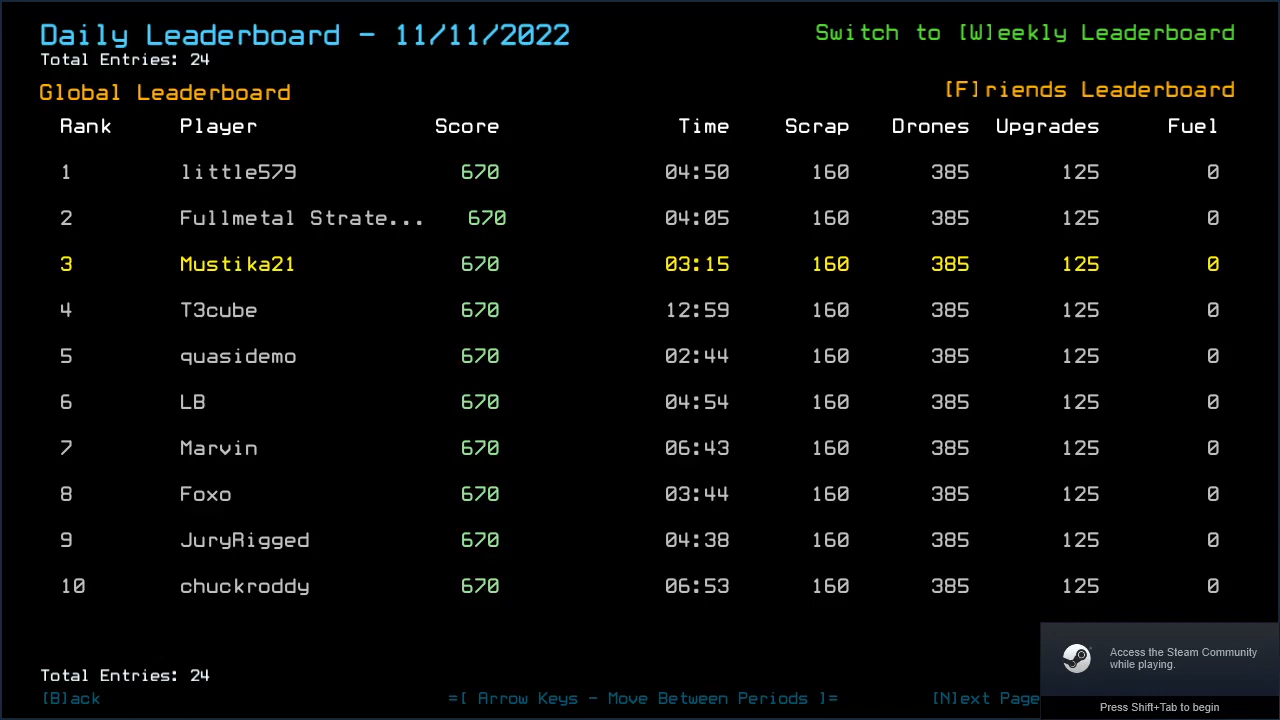 Daily Leaderboard - 11/11/2022
Switch to [W]eekly Leaderboard
Total Entries: 24
Global Leaderboard
[F]riends Leaderboard
Rank Player Score Time Scrap Drones Upgrades Fuel
1 little579 670 04:50 160 385 125 0
2 Fullmetal Strate... 670 04:05 160 385 125 0
3 Mustika21 670 03:15 160 385 125 0
4 T3cube 670 12:59 160 385 125 0
5 quasidemo 670 02:44 160 385 125 0
6 LB 670 04:54 160 385 125 0
7 Marvin 670 06:43 160 385 125 0
8 Foxo 670 03:44 160 385 125 0
9 JuryRigged 670 04:38 160 385 125 0
10 chuckroddy 670 06:53 160 385 125 0
Total Entries: 24
[B]ack
=[ Arrow Keys - Move Between Periods ]=
[N]ext Page
Access the Steam Community
while playing.
Press Shift+Tab to begin